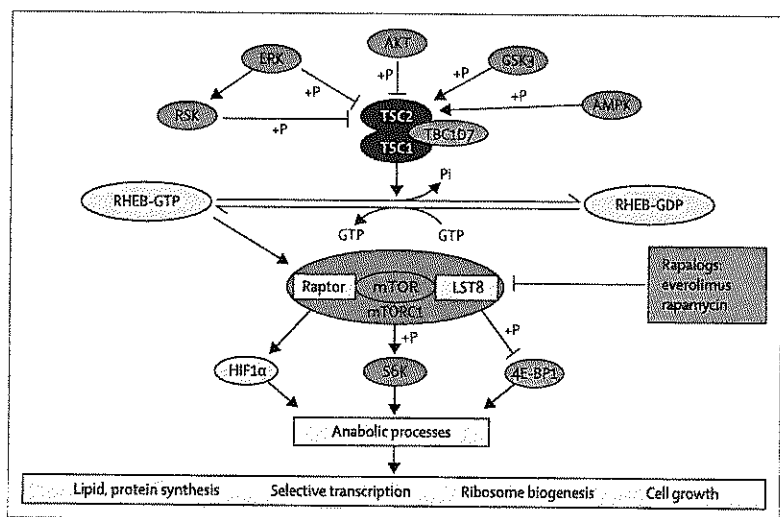 AKT
ERK
GSK3
+P
+P
+P
+P
RSK
+P
TSC2
AMPK
TBC1D7
TSC1
Pi
RHEB-GTP
RHEB-GDP
GTP
GTP
Raptor
mTOR
LST8
mTORC1
Rapalogs:
everolimus
rapamycin
+P
+P
HIF1α
S6K
4E-BP1
Anabolic processes
Lipid, protein synthesis Selective transcription Ribosome biogenesis Cell growth